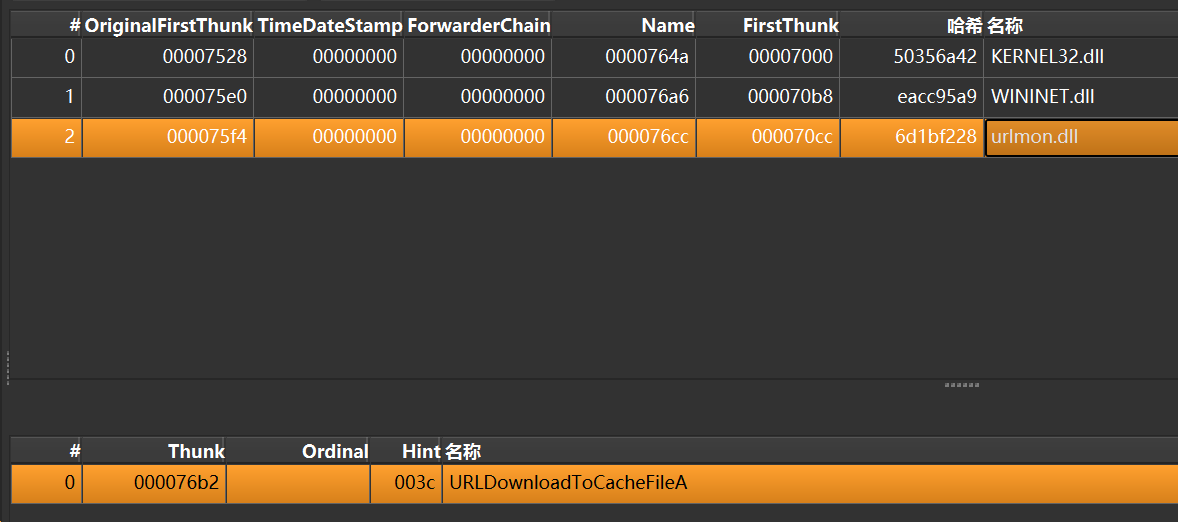 # OriginalFirstThunk TimeDateStamp ForwarderChain Name FirstThunk 哈希 名称
0 00007528 00000000 00000000 0000764a 00007000 50356a42 KERNEL32.dll
1 000075e0 00000000 00000000 000076a6 000070b8 eacc95a9 WININET.dll
2 000075f4 00000000 00000000 000076cc 000070cc 6d1bf228 urlmon.dll
# Thunk Ordinal Hint 名称
0 000076b2 003c URLDownloadToCacheFileA